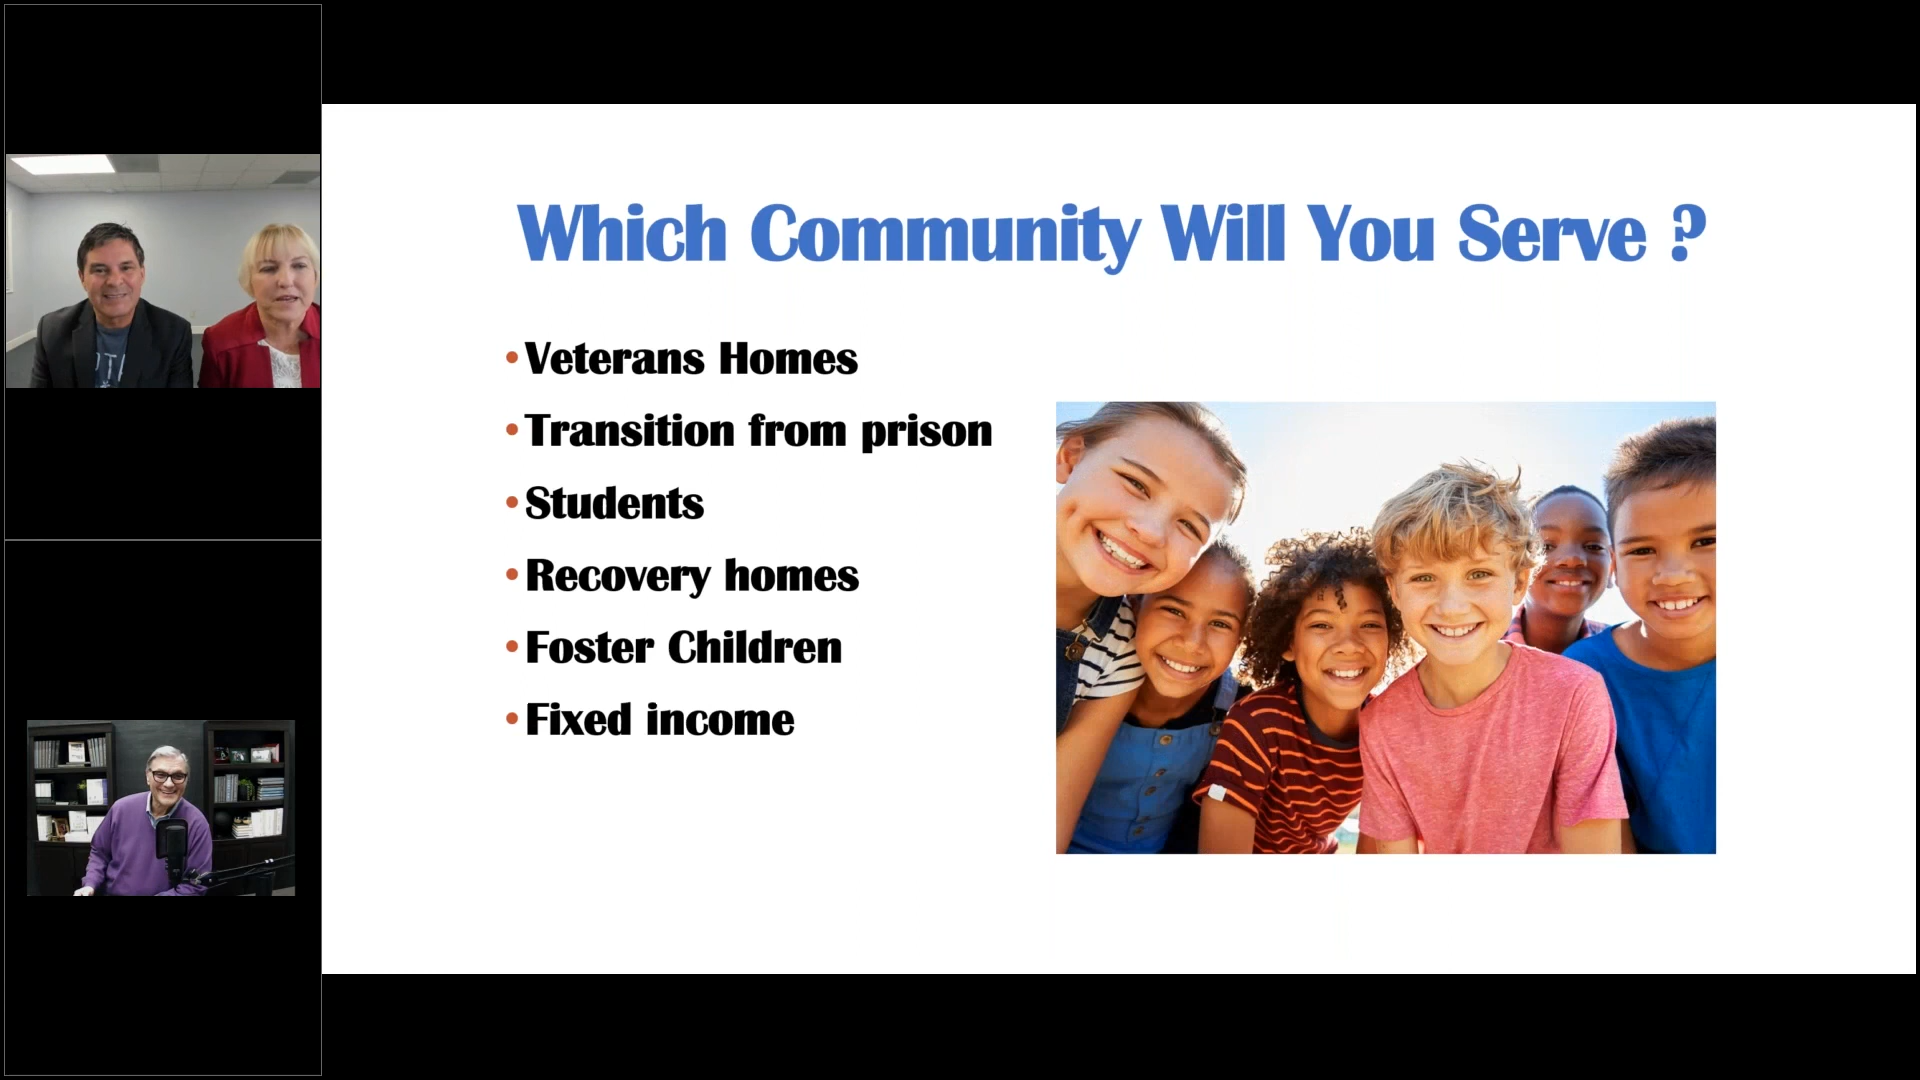 Which Community Will You Serve ?
•Veterans Homes
•Transition from prison
•Students
•Recovery homes
•Foster Children
•Fixed income